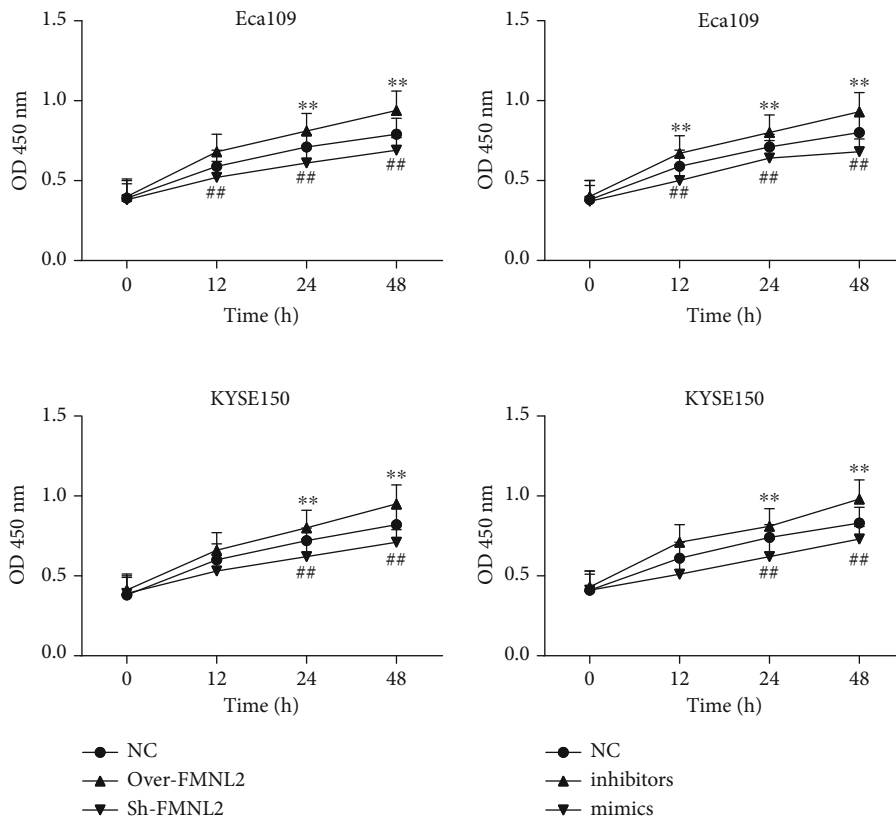 Eca109
1.5
1.0
0.5
0.0
OD 450 nm
**
**
##
##
##
0
12
24
48
Time (h)
Eca109
1.5
1.0
0.5
0.0
OD 450 nm
**
**
**
##
##
##
0
12
24
48
Time (h)
KYSE150
1.5
1.0
0.5
0.0
OD 450 nm
**
**
##
##
0
12
24
48
Time (h)
KYSE150
1.5
1.0
0.5
0.0
OD 450 nm
**
**
##
##
0
12
24
48
Time (h)
NC
Over-FMNL2
Sh-FMNL2
NC
inhibitors
mimics